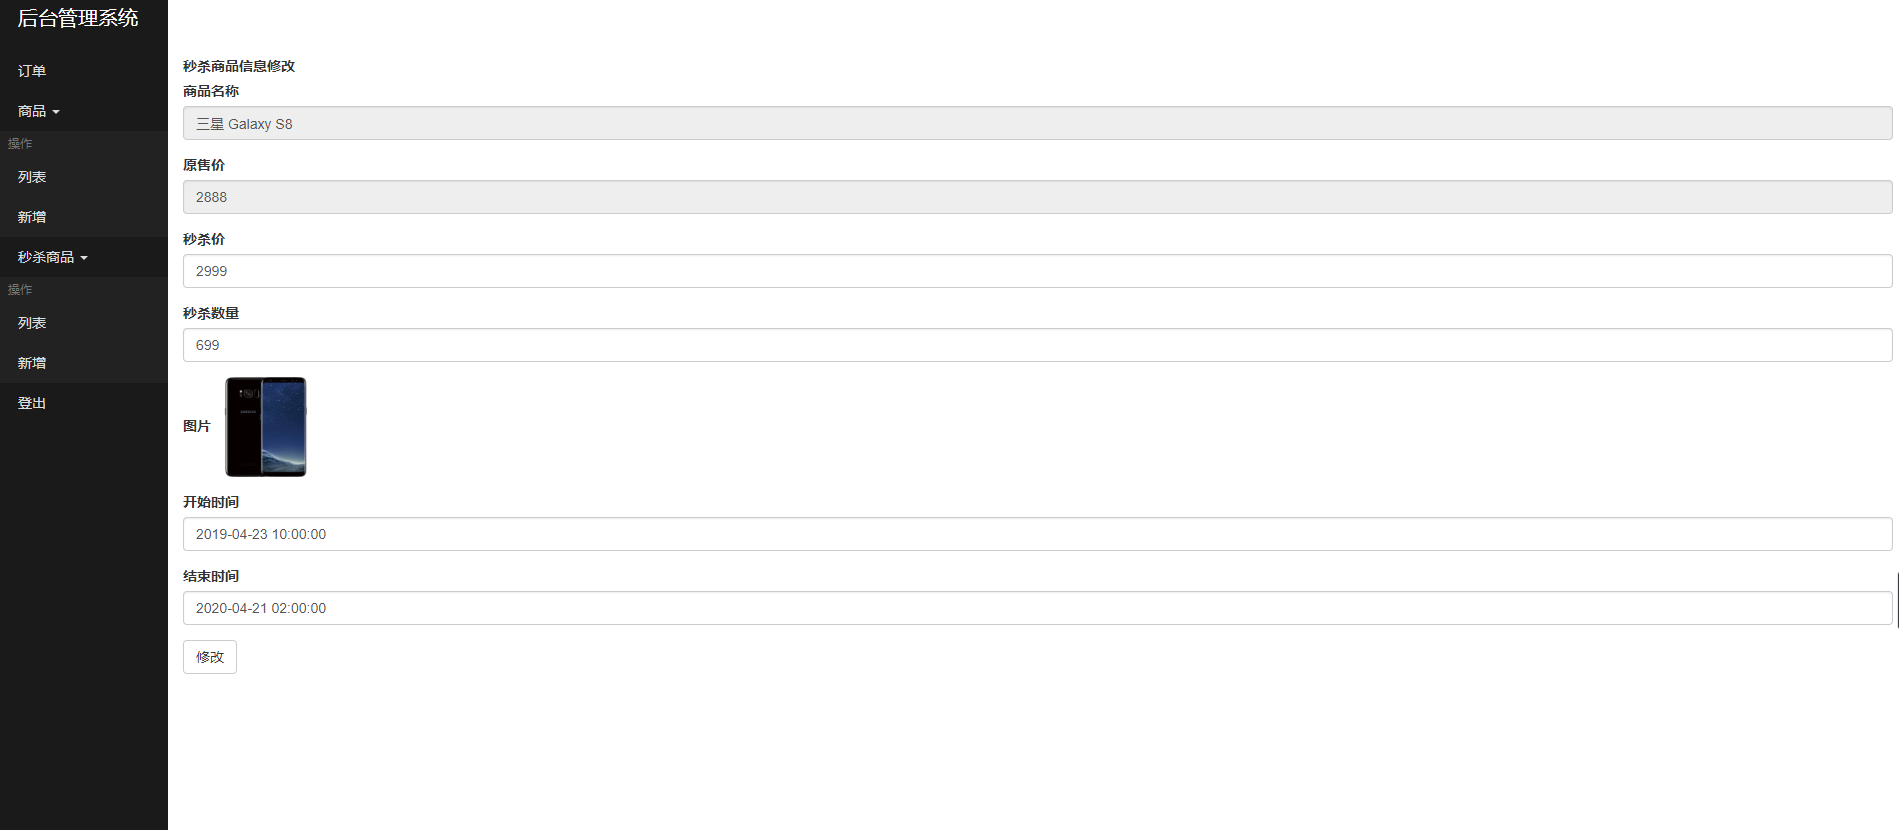 后台管理系统
订单
商品
操作
列表
新增
秒杀商品
操作
列表
新增
登出
秒杀商品信息修改
商品名称
三星 Galaxy S8
原售价
2888
秒杀价
2999
秒杀数量
699
图片
开始时间
2019-04-23 10:00:00
结束时间
2020-04-21 02:00:00
修改